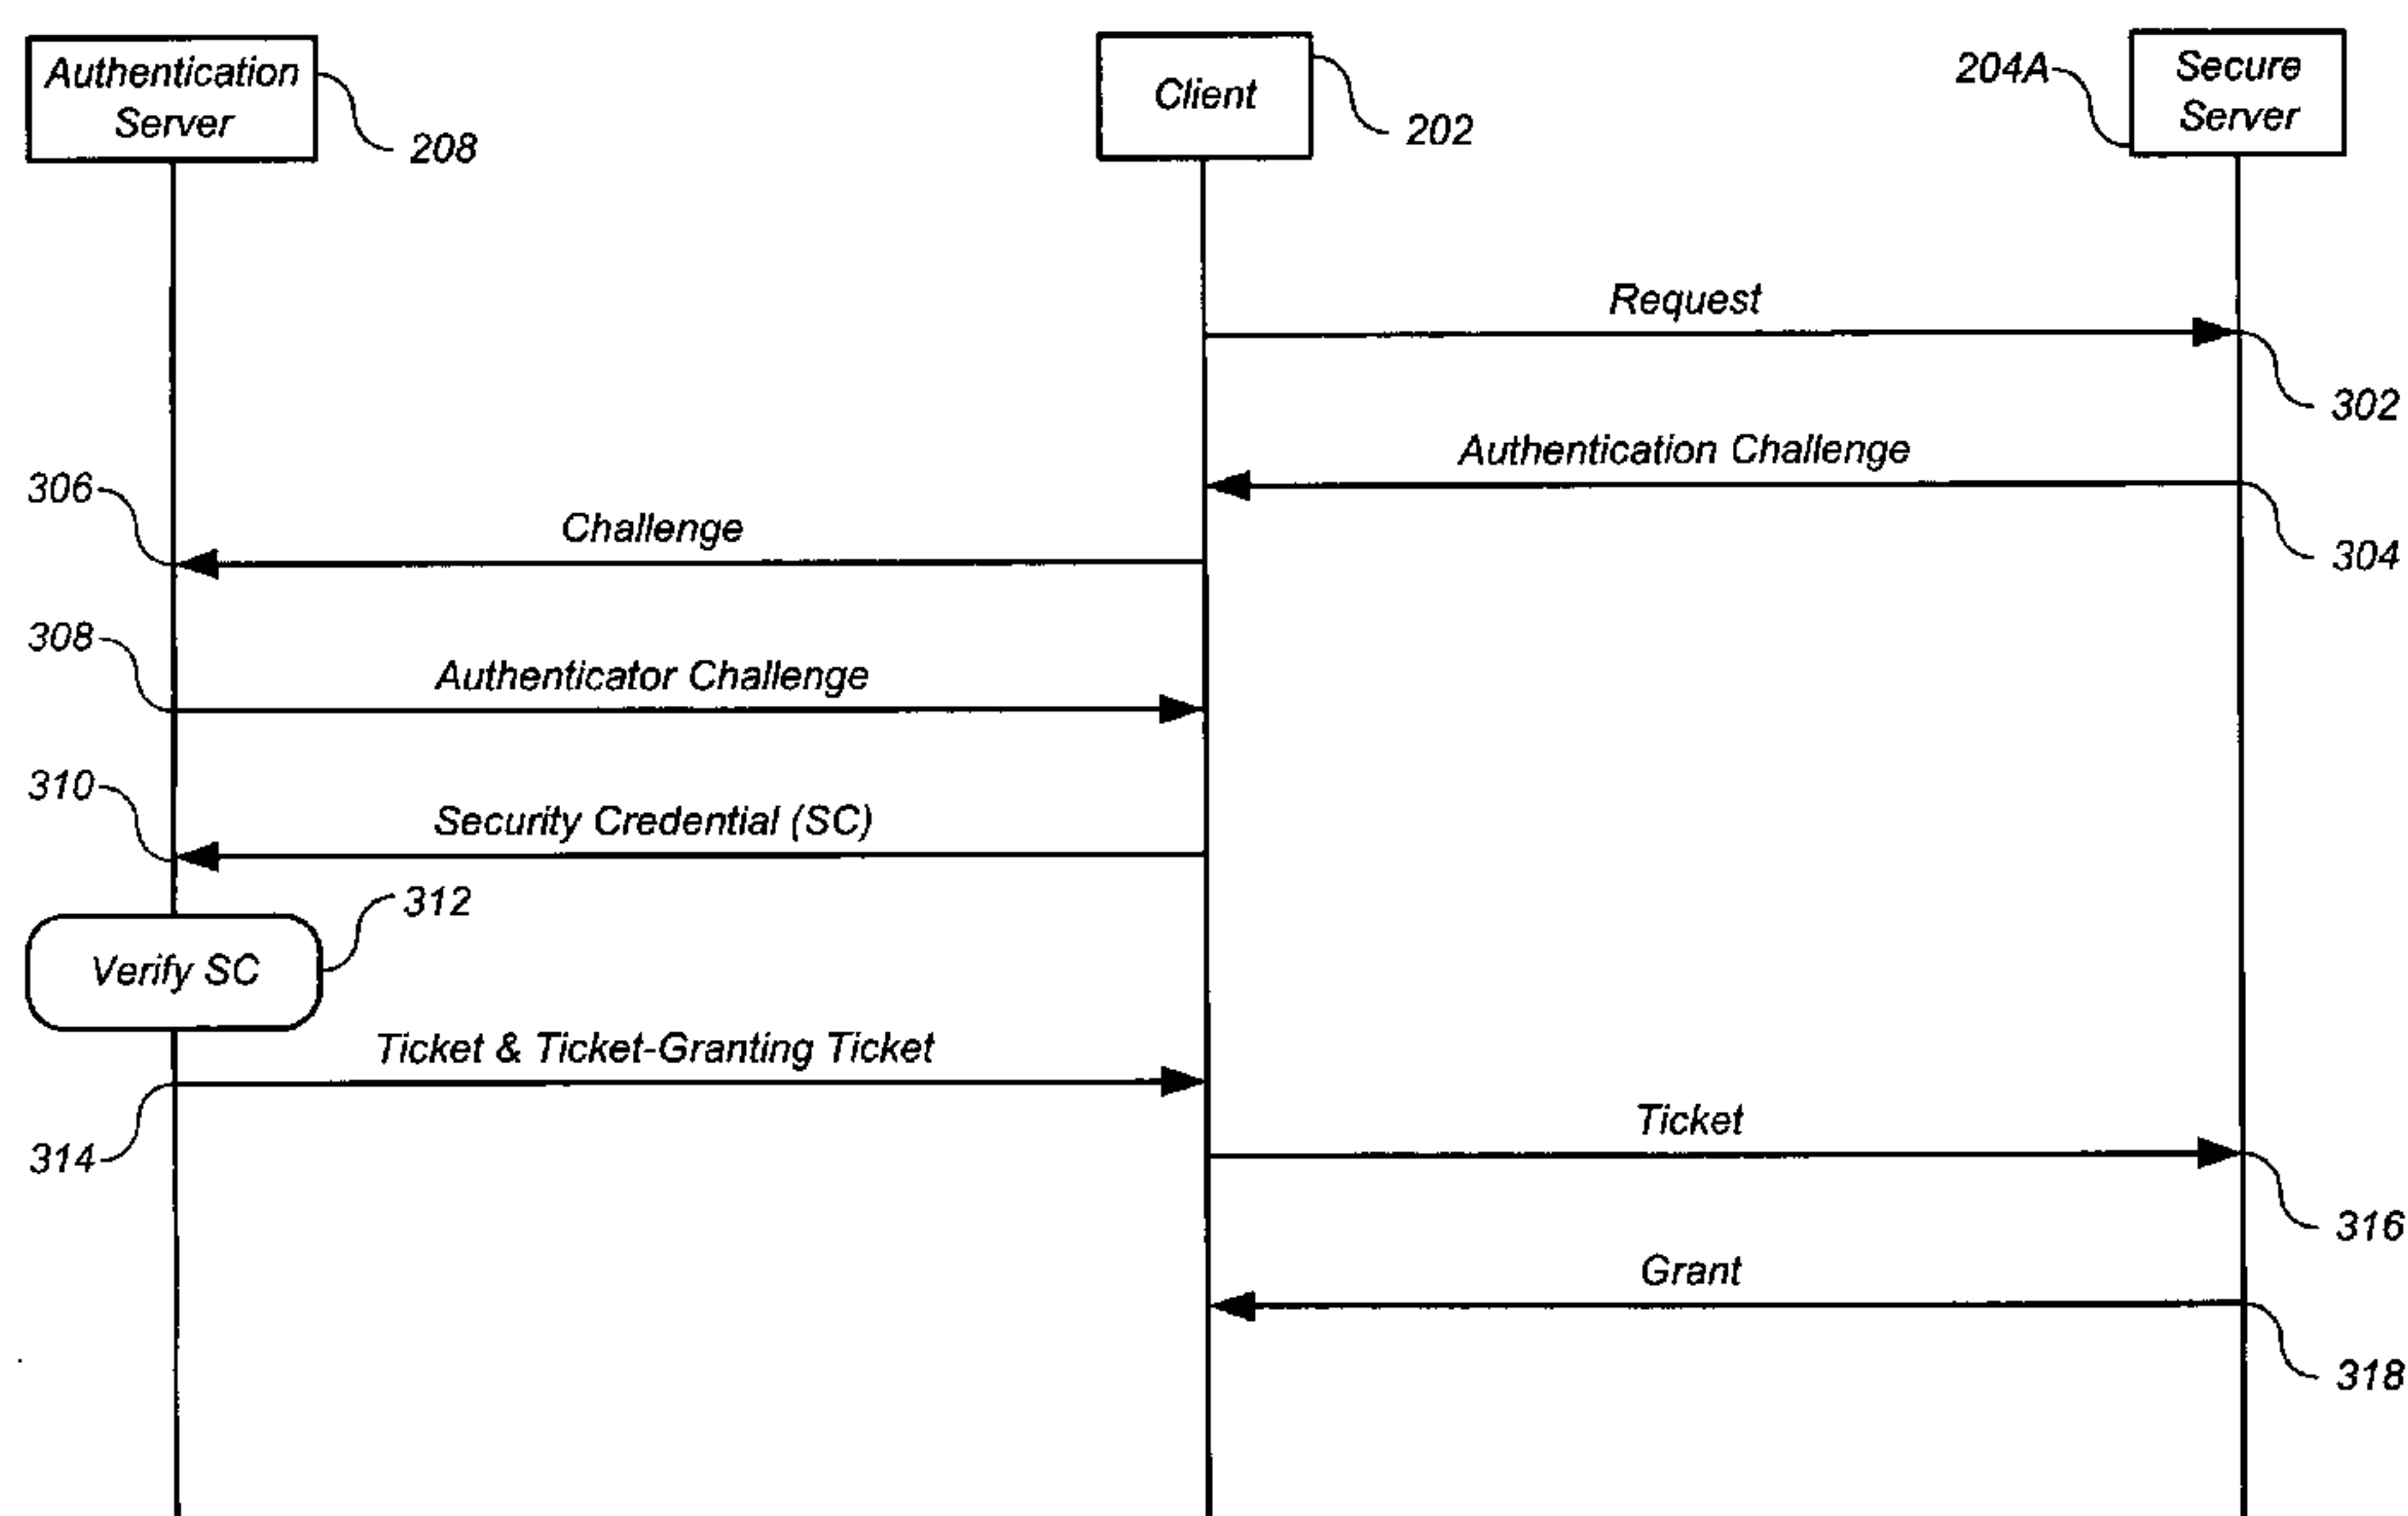 Authentication
Server
208
Client
202
204A
Secure
Server
Request
302
Authentication Challenge
304
306
Challenge
308
Authenticator Challenge
310
Security Credential (SC)
312
Verify SC
Ticket & Ticket-Granting Ticket
314
Ticket
316
Grant
318